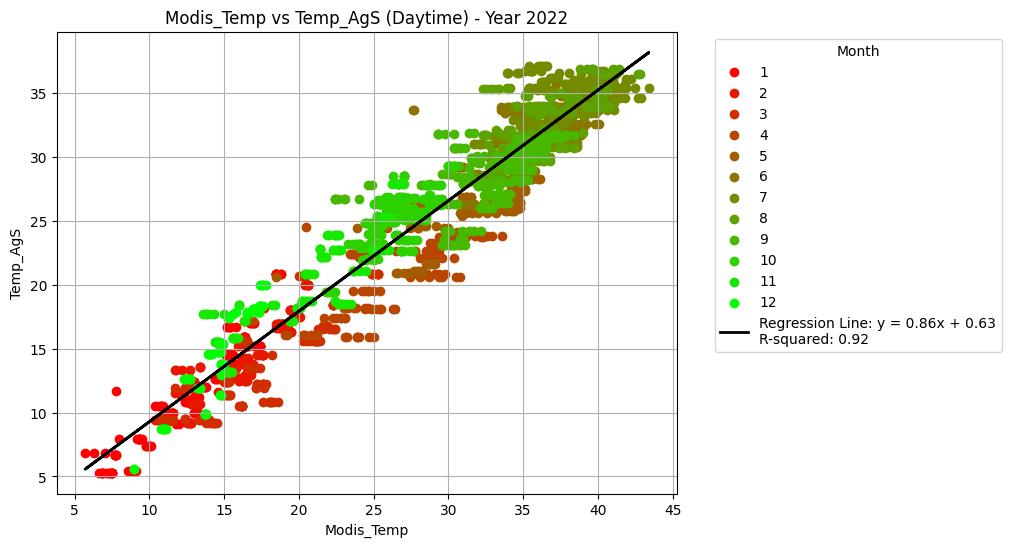 Modis_Temp vs Temp_AgS (Daytime) - Year 2022
Temp_AgS
35
30
25
20
15
10
5
5 10 15 20 25 30 35 40 45
Modis_Temp
Month
1
2
3
4
5
6
7
8
9
10
11
12
Regression Line: y = 0.86x + 0.63
R-squared: 0.92